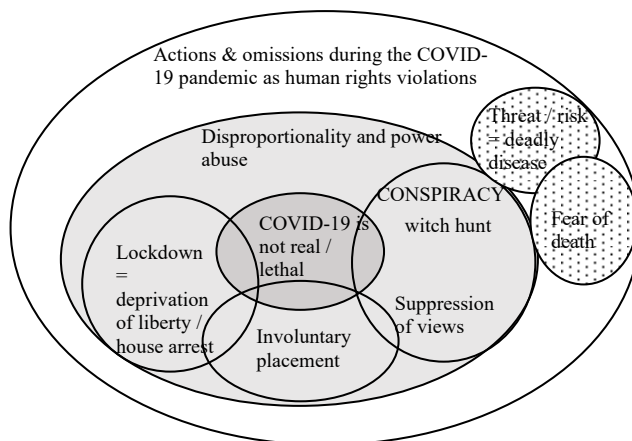 Actions & omissions during the COVID-
19 pandemic as human rights violations
Threat / risk
= deadly
disease
Disproportionality and power
abuse
CONSPIRACY
witch hunt
COVID-19 is
not real /
lethal
Fear of
death
Lockdown
=
deprivation
of liberty /
house arrest
Suppression
of views
Involuntary
placement